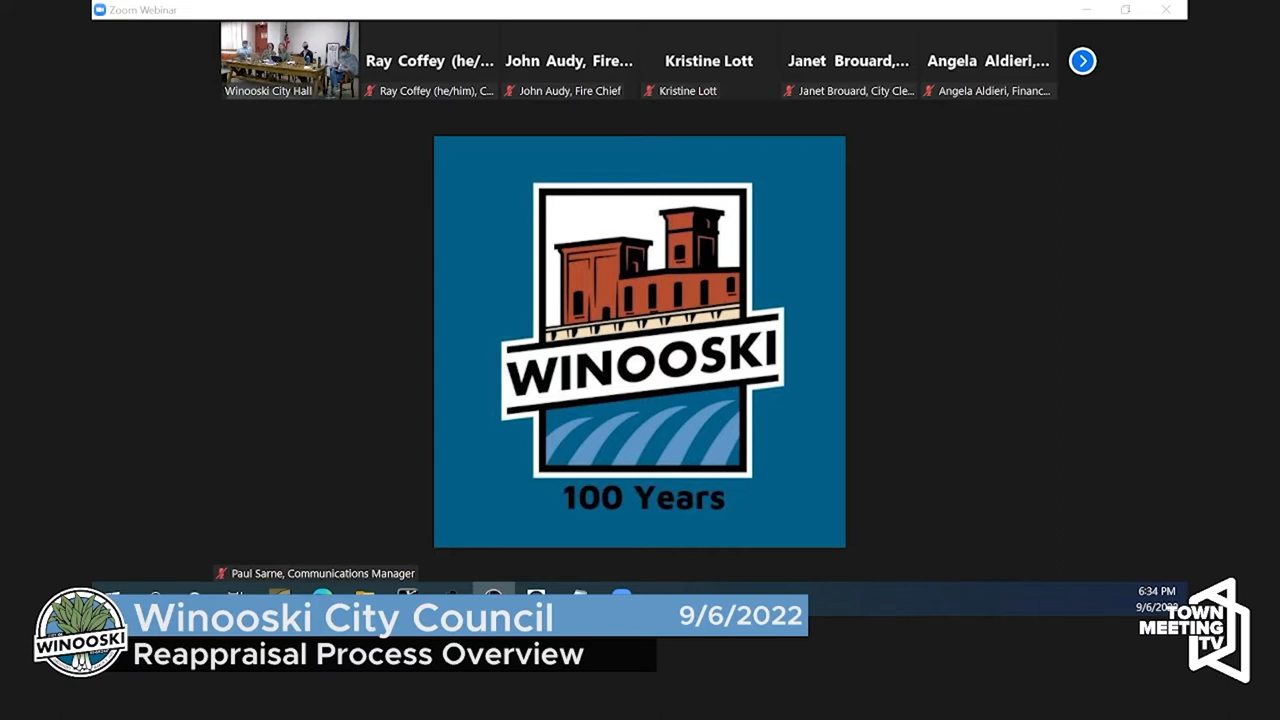 Zoom Webinar
Ray Coffey (he/...
John Audy, Fire...
Kristine Lott
Janet Brouard,...
Angela Aldieri,...
Winooski City Hall
Ray Coffey (he/him), C...
John Audy, Fire Chief
Kristine Lott
Janet Brouard, City Cle...
Angela Aldieri, Financ...
WINOOSKI
100 Years
Paul Sarne, Communications Manager
6:34 PM
9/6/2022
Winooski City Council
9/6/2022
Reappraisal Process Overview
WINOOSKI
TOWN
MEETING
TV